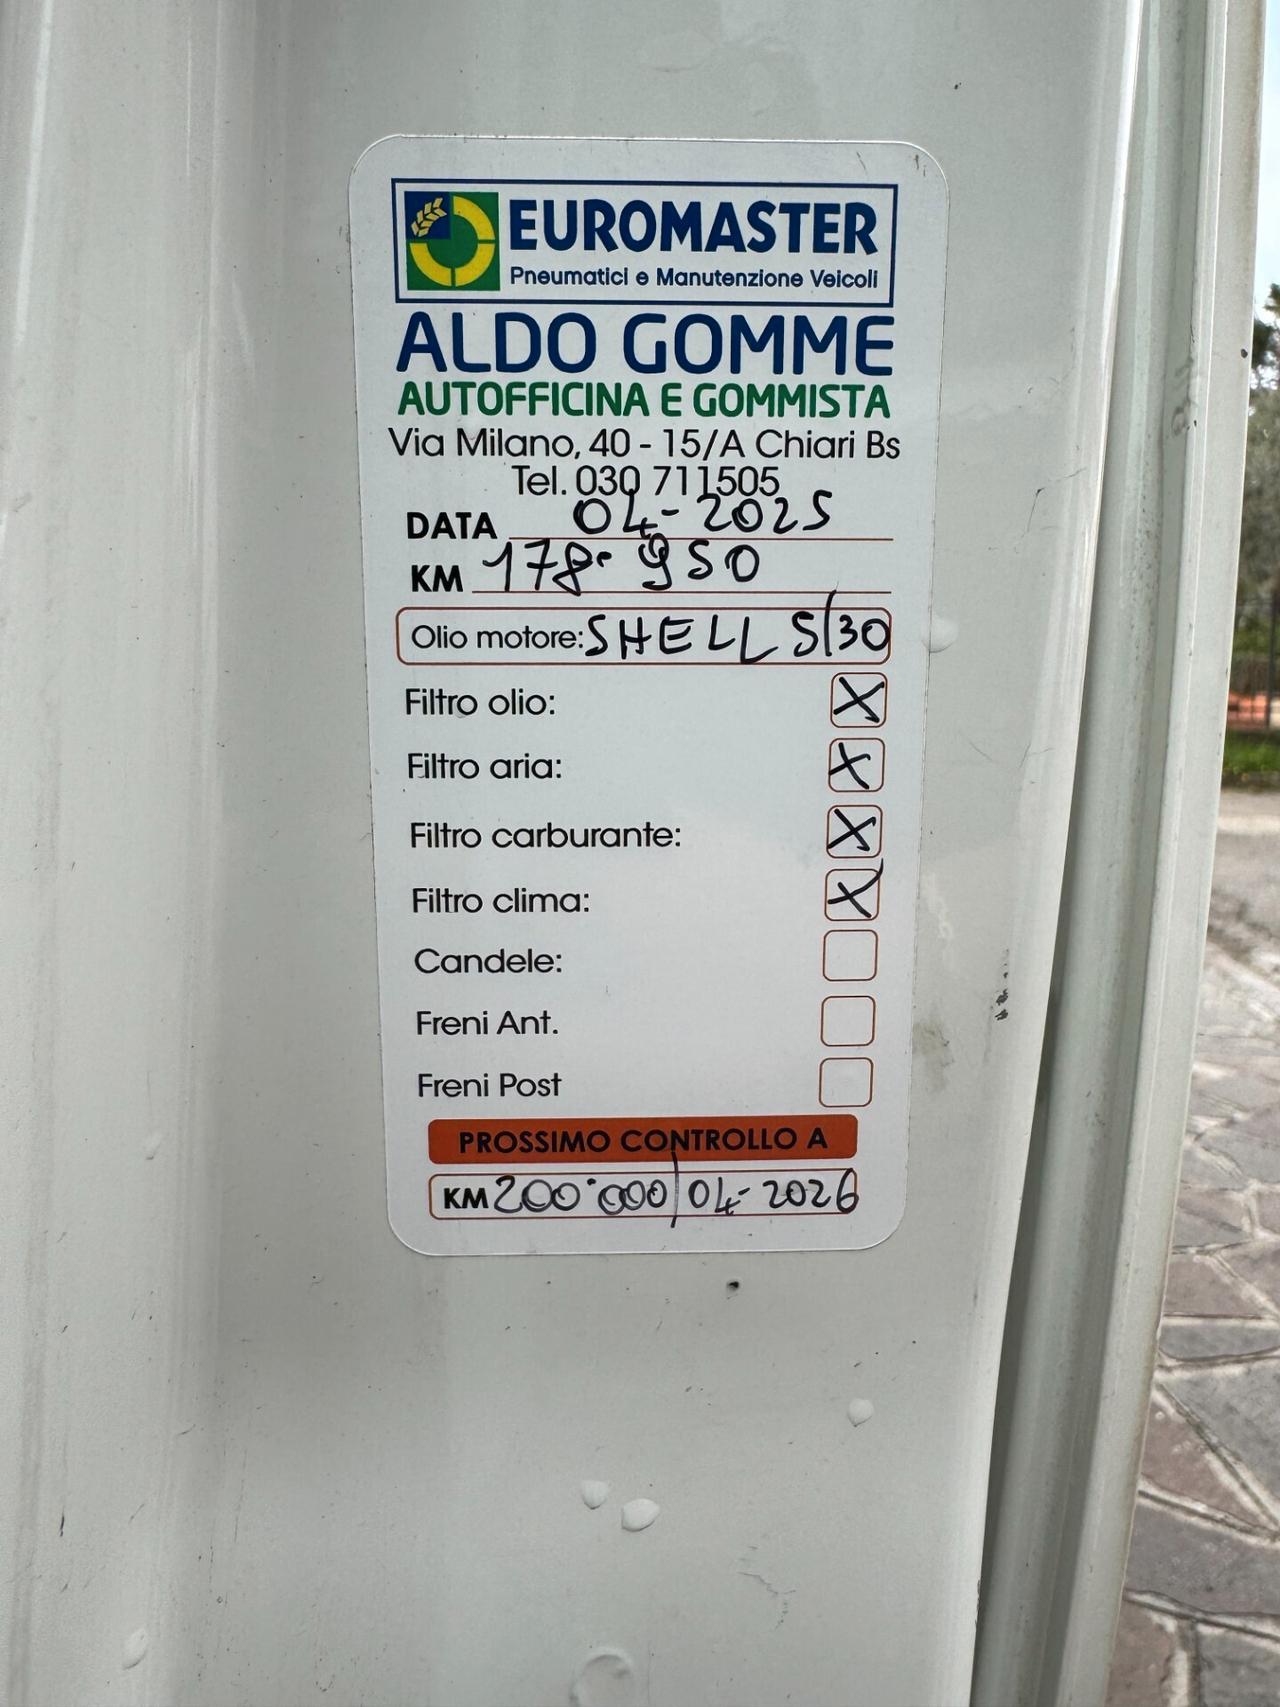 EUROMASTER
Pneumatici e Manutenzione Veicoli
ALDO GOMME
AUTOFFICINA E GOMMISTA
Via Milano, 40 - 15/A Chiari Bs
Tel. 030 711505
DATA 04-2025
KM 178.950
Olio motore: SHELL 5/30
Filtro olio: X
Filtro aria: X
Filtro carburante: X
Filtro clima: X
Candele:
Freni Ant.
Freni Post
PROSSIMO CONTROLLO A
KM 200.000/04-2026